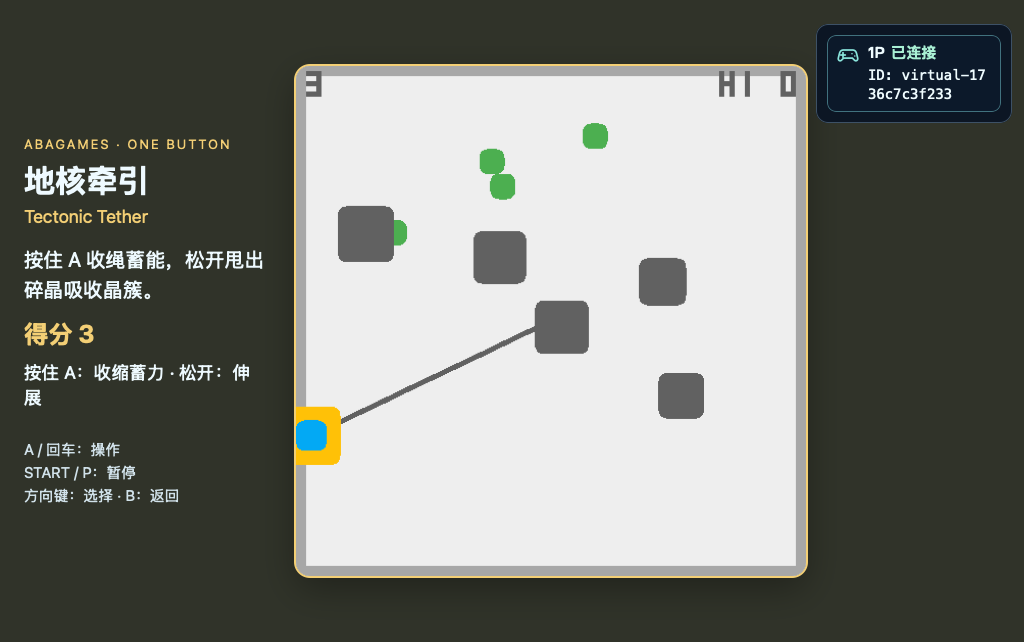 ABAGAMES · ONE BUTTON
地核牵引
Tectonic Tether
按住 A 收绳蓄能，松开甩出
碎晶吸收晶簇。
得分 3
按住 A：收缩蓄力 · 松开：伸
展
A / 回车：操作
START / P：暂停
方向键：选择 · B：返回
3
HI 0
1P 已连接
ID: virtual-17
36c7c3f233